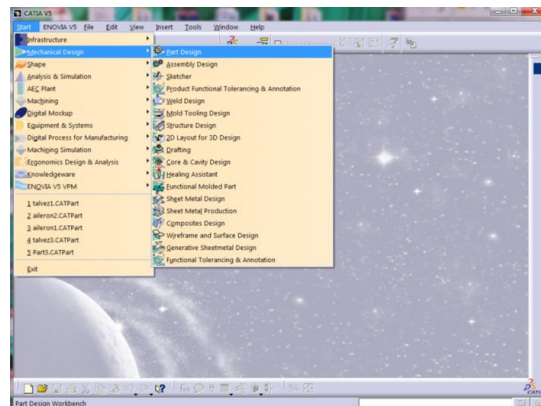 CATIA V5
Start ENOVIA V5 File Edit View Insert Tools Window Help
Infrastructure
Mechanical Design
Shape
Analysis & Simulation
AEC Plant
Machining
Digital Mockup
Equipment & Systems
Digital Process for Manufacturing
Machining Simulation
Ergonomics Design & Analysis
Knowledgeware
ENOVIA V5 VPM
1 talvez1.CATPart
2 aileron2.CATPart
3 aileron1.CATPart
4 talvez3.CATPart
5 Part3.CATPart
Exit
Part Design
Assembly Design
Sketcher
Product Functional Tolerancing & Annotation
Weld Design
Mold Tooling Design
Structure Design
2D Layout for 3D Design
Drafting
Core & Cavity Design
Healing Assistant
Functional Molded Part
Sheet Metal Design
Sheet Metal Production
Composites Design
Wireframe and Surface Design
Generative Sheetmetal Design
Functional Tolerancing & Annotation
CATIA
Part Design Workbench